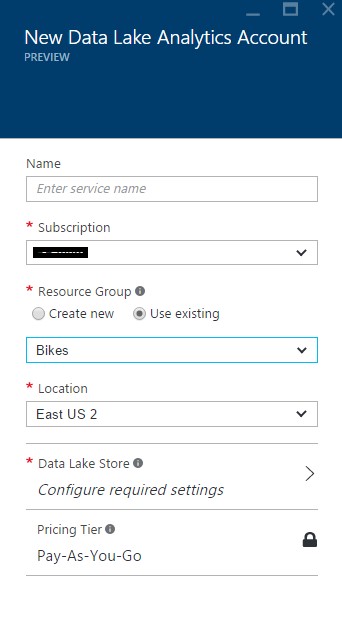 New Data Lake Analytics Account
PREVIEW
Name
Enter service name
* Subscription
* Resource Group
Create new Use existing
Bikes
* Location
East US 2
* Data Lake Store
Configure required settings
Pricing Tier
Pay-As-You-Go